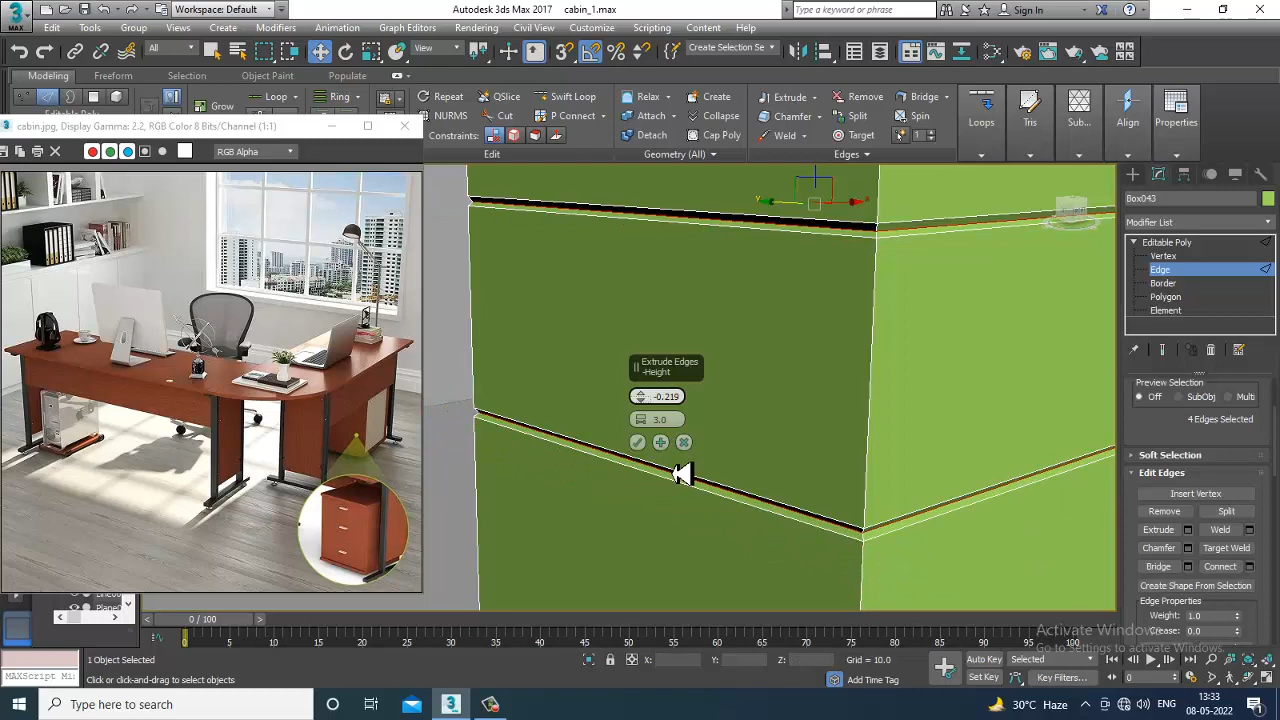 Workspace: Default
Autodesk 3ds Max 2017 cabin_1.max
Type a keyword or phrase
Sign In
MAX
Edit Tools Group Views Create Modifiers Animation Graph Editors Rendering Civil View Customize Scripting Content Help
All
View
Create Selection Se
Modeling Freeform Selection Object Paint Populate
Grow
Loop
Ring
Repeat QSlice Swift Loop
NURMS Cut P Connect
Constraints:
Edit
Relax Create
Attach Collapse
Detach Cap Poly
Geometry (All)
Extrude Remove Bridge
Chamfer Split Spin
Weld Target 1
Edges
Loops
Tris
Sub...
Align
Properties
cabin.jpg, Display Gamma: 2.2, RGB Color 8 Bits/Channel (1:1)
RGB Alpha
Extrude Edges
-Height
-0.219
3.0
Box043
Modifier List
Editable Poly
Vertex
Edge
Border
Polygon
Element
Preview Selection
Off SubObj Multi
4 Edges Selected
Soft Selection
Edit Edges
Insert Vertex
Remove Split
Extrude Weld
Chamfer Target Weld
Bridge Connect
Create Shape From Selection
Edge Properties
Weight: 1.0
Crease: 0.0
Activate Windows
Go to Settings to activate Windows.
0 / 100
0 5 10 15 20 25 30 35 40 45 50 55 60 65 70 75 80 85 90 95 100
1 Object Selected
X: Y: Z: Grid = 10.0
Auto Key Selected
MAXScript Mi
Click or click-and-drag to select objects
Add Time Tag
Set Key Key Filters...
0
Type here to search
30°C Haze
ENG
13:33
08-05-2022